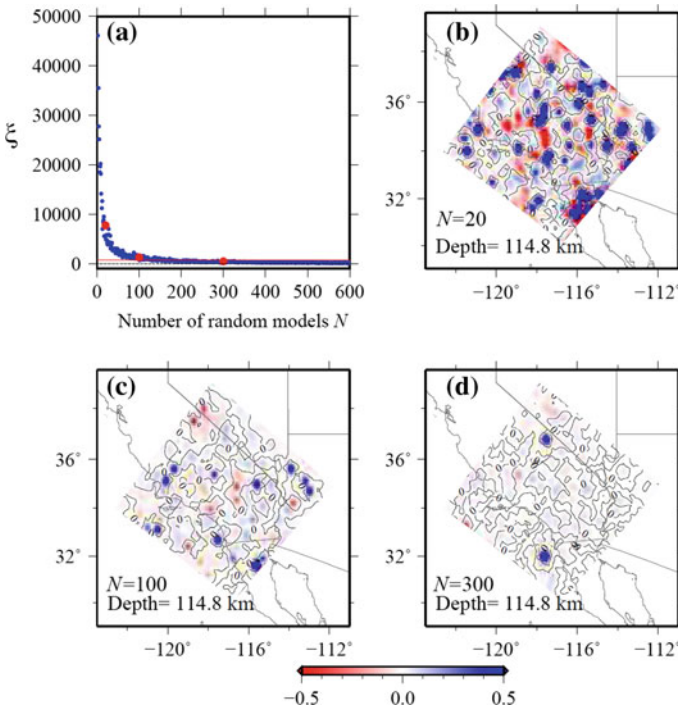 (a)
50000
40000
30000
20000
10000
0
ξ
0 100 200 300 400 500 600
Number of random models N
(b)
36°
32°
N=20
Depth= 114.8 km
−120° −116° −112°
(c)
36°
32°
N=100
Depth= 114.8 km
−120° −116° −112°
(d)
36°
32°
N=300
Depth= 114.8 km
−120° −116° −112°
−0.5 0.0 0.5